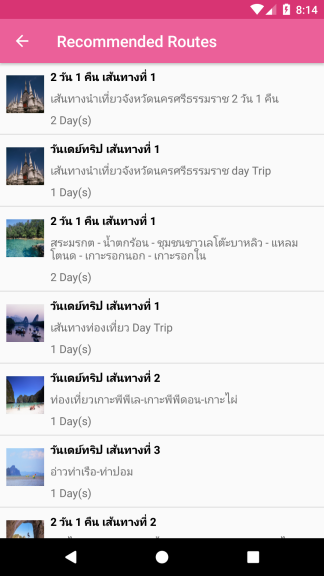 8:14
Recommended Routes
2 วัน 1 คืน เส้นทางที่ 1
เส้นทางนำเที่ยวจังหวัดนครศรีธรรมราช 2 วัน 1 คืน
2 Day(s)
วันเดย์ทริป เส้นทางที่ 1
เส้นทางนำเที่ยวจังหวัดนครศรีธรรมราช day Trip
1 Day(s)
2 วัน 1 คืน เส้นทางที่ 1
สระมรกต - น้ำตกร้อน - ชุมชนชาวเลโต๊ะบาหลิว - แหลม
โตนด - เกาะรอกนอก - เกาะรอกใน
2 Day(s)
วันเดย์ทริป เส้นทางที่ 1
เส้นทางท่องเที่ยว Day Trip
1 Day(s)
วันเดย์ทริป เส้นทางที่ 2
ท่องเที่ยวเกาะพีพีเล-เกาะพีพีดอน-เกาะไผ่
1 Day(s)
วันเดย์ทริป เส้นทางที่ 3
อ่าวท่าเรือ-ท่าปอม
1 Day(s)
2 วัน 1 คืน เส้นทางที่ 2